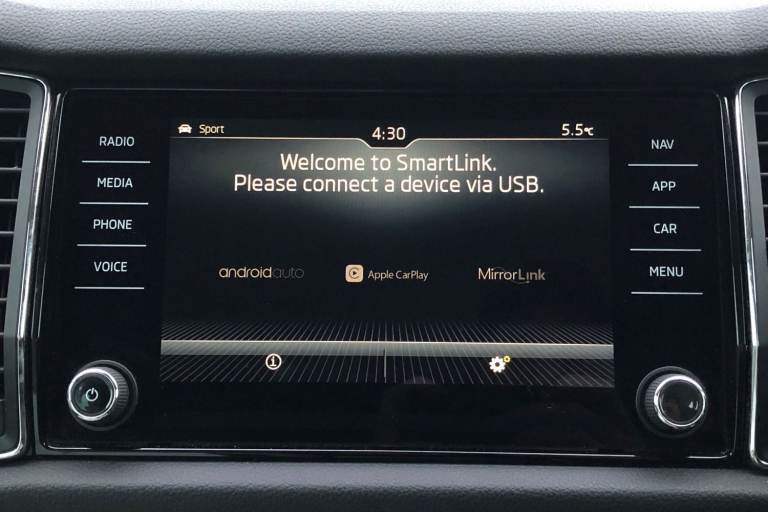 RADIO
MEDIA
PHONE
VOICE
Sport
4:30
5.5°C
Welcome to SmartLink.
Please connect a device via USB.
androidauto
Apple CarPlay
MirrorLink
NAV
APP
CAR
MENU